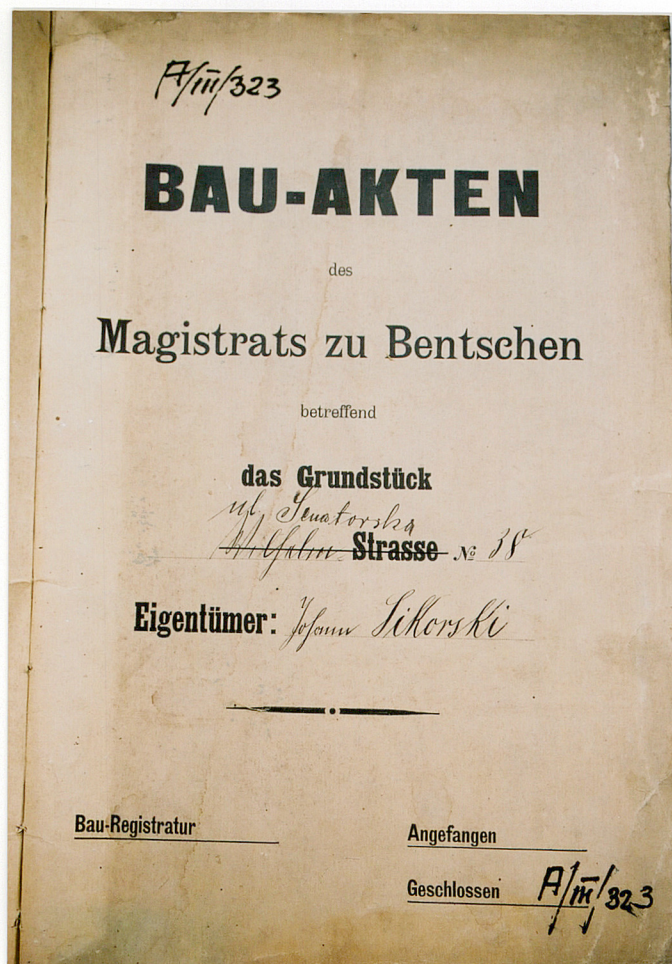 A/III/323
BAU-AKTEN
des
Magistrats zu Bentschen
betreffend
das Grundstück
ul. Senatorska
Wilhelm Strasse № 38
Eigentümer: Johann Sikorski
Bau-Registratur
Angefangen
Geschlossen A/III/323